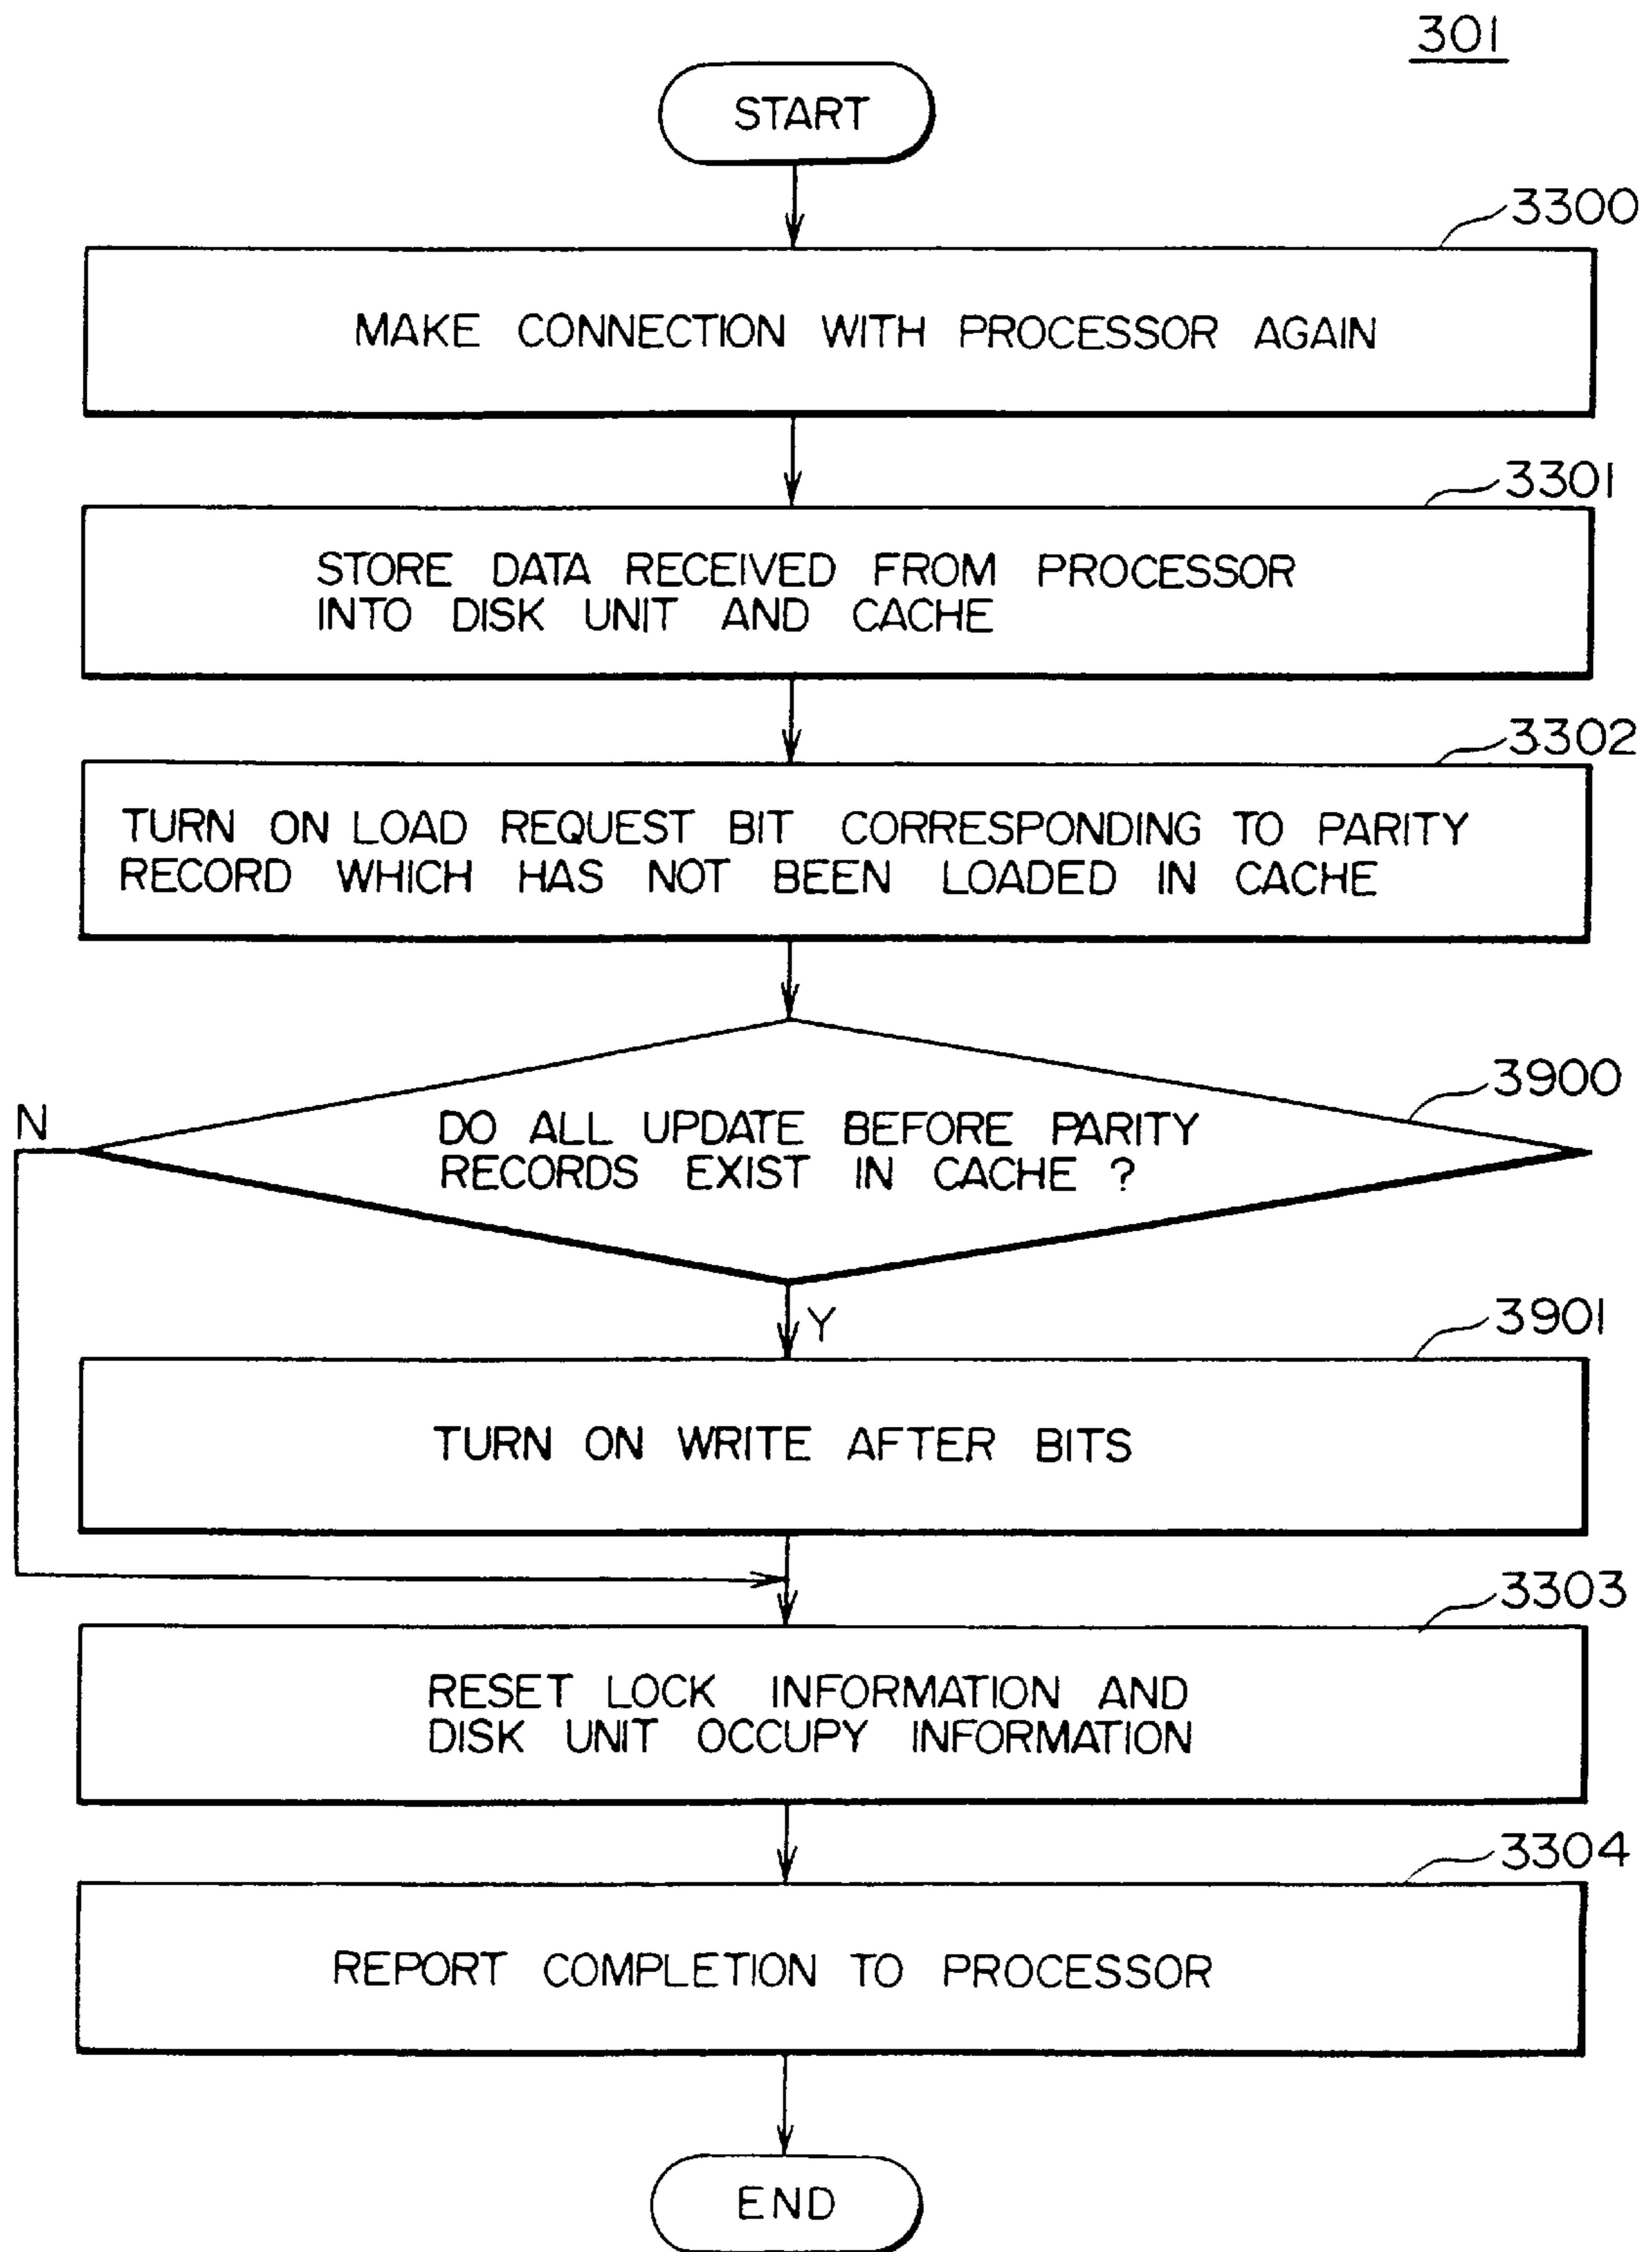 301
START
3300
MAKE CONNECTION WITH PROCESSOR AGAIN
3301
STORE DATA RECEIVED FROM PROCESSOR
INTO DISK UNIT AND CACHE
3302
TURN ON LOAD REQUEST BIT CORRESPONDING TO PARITY
RECORD WHICH HAS NOT BEEN LOADED IN CACHE
3900
N
DO ALL UPDATE BEFORE PARITY
RECORDS EXIST IN CACHE ?
Y
3901
TURN ON WRITE AFTER BITS
3303
RESET LOCK INFORMATION AND
DISK UNIT OCCUPY INFORMATION
3304
REPORT COMPLETION TO PROCESSOR
END